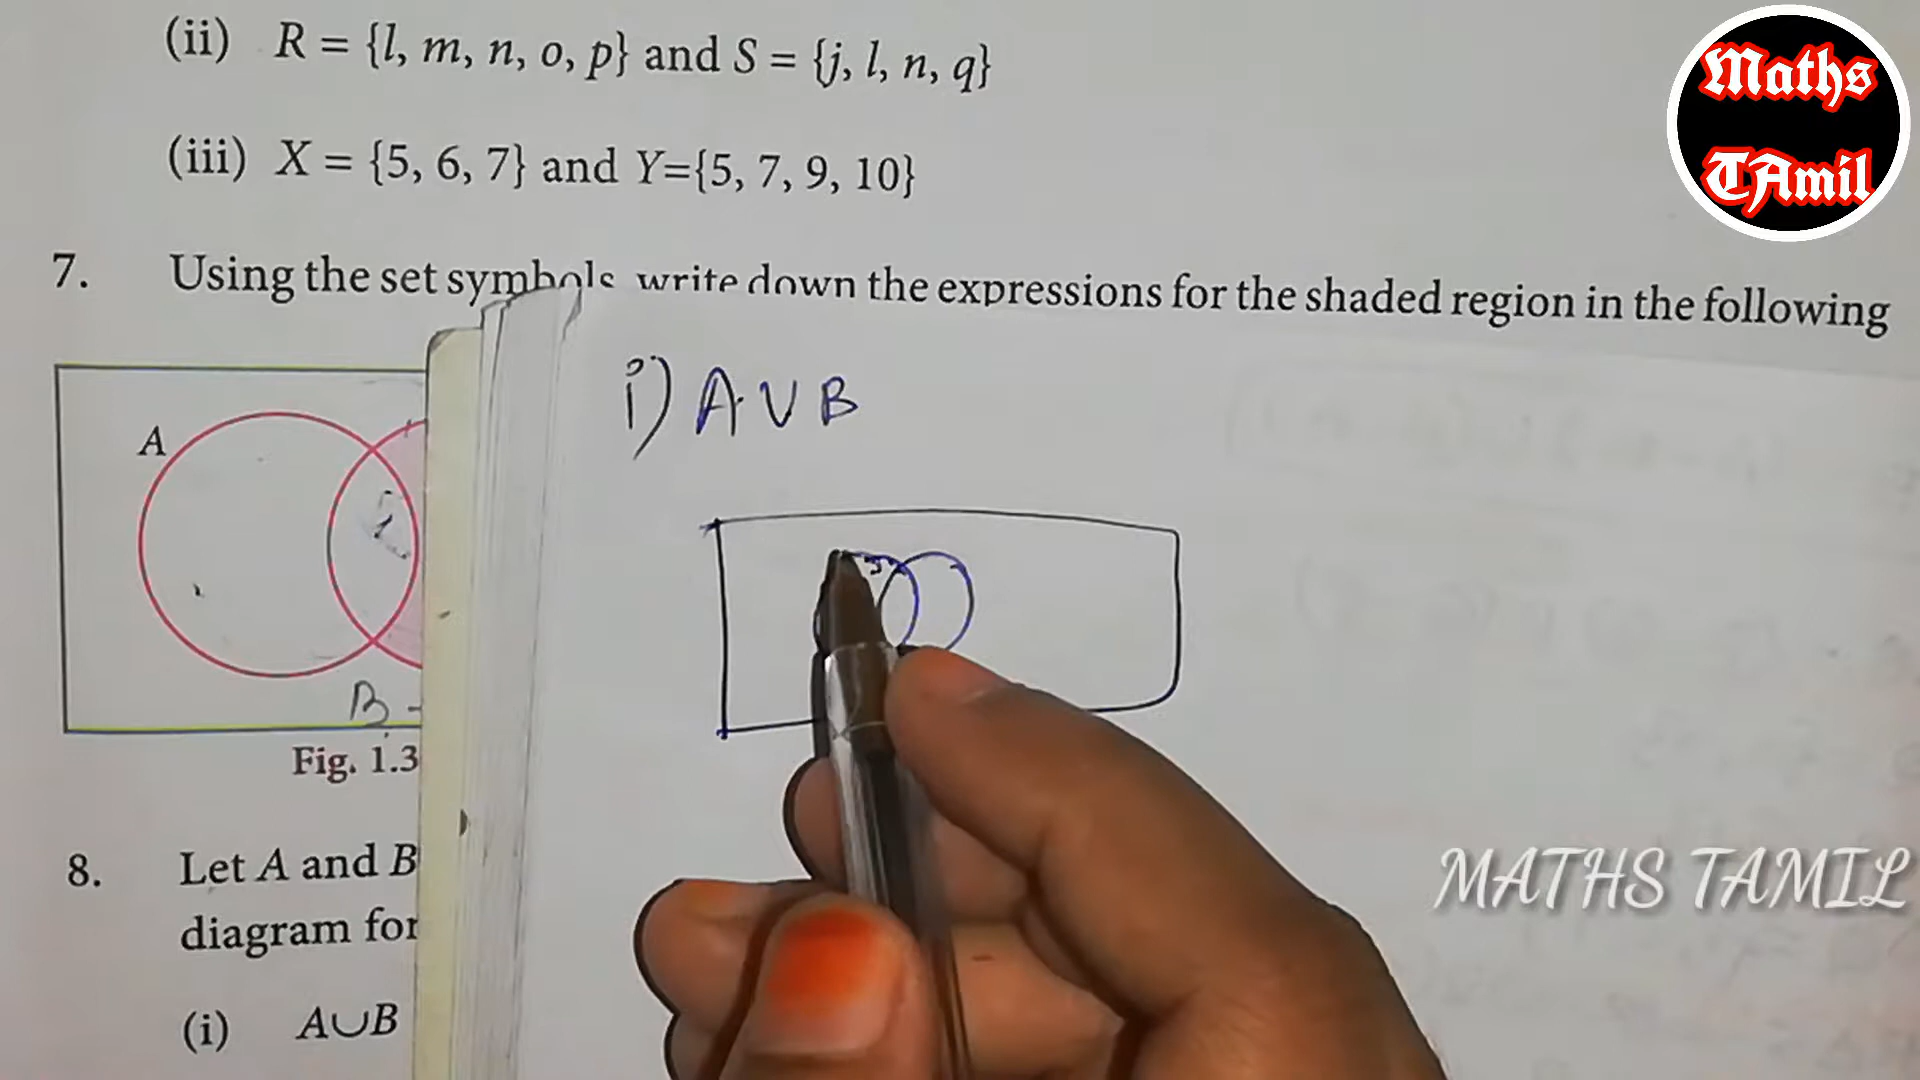 (ii) R = {l, m, n, o, p} and S = {j, l, n, q}
(iii) X = {5, 6, 7} and Y={5, 7, 9, 10}
7. Using the set symbols, write down the expressions for the shaded region in the following
i) A ∪ B
A
B -
Fig. 1.3
8. Let A and B
diagram for
(i) A∪B
Maths
TAmil
MATHS TAMIL